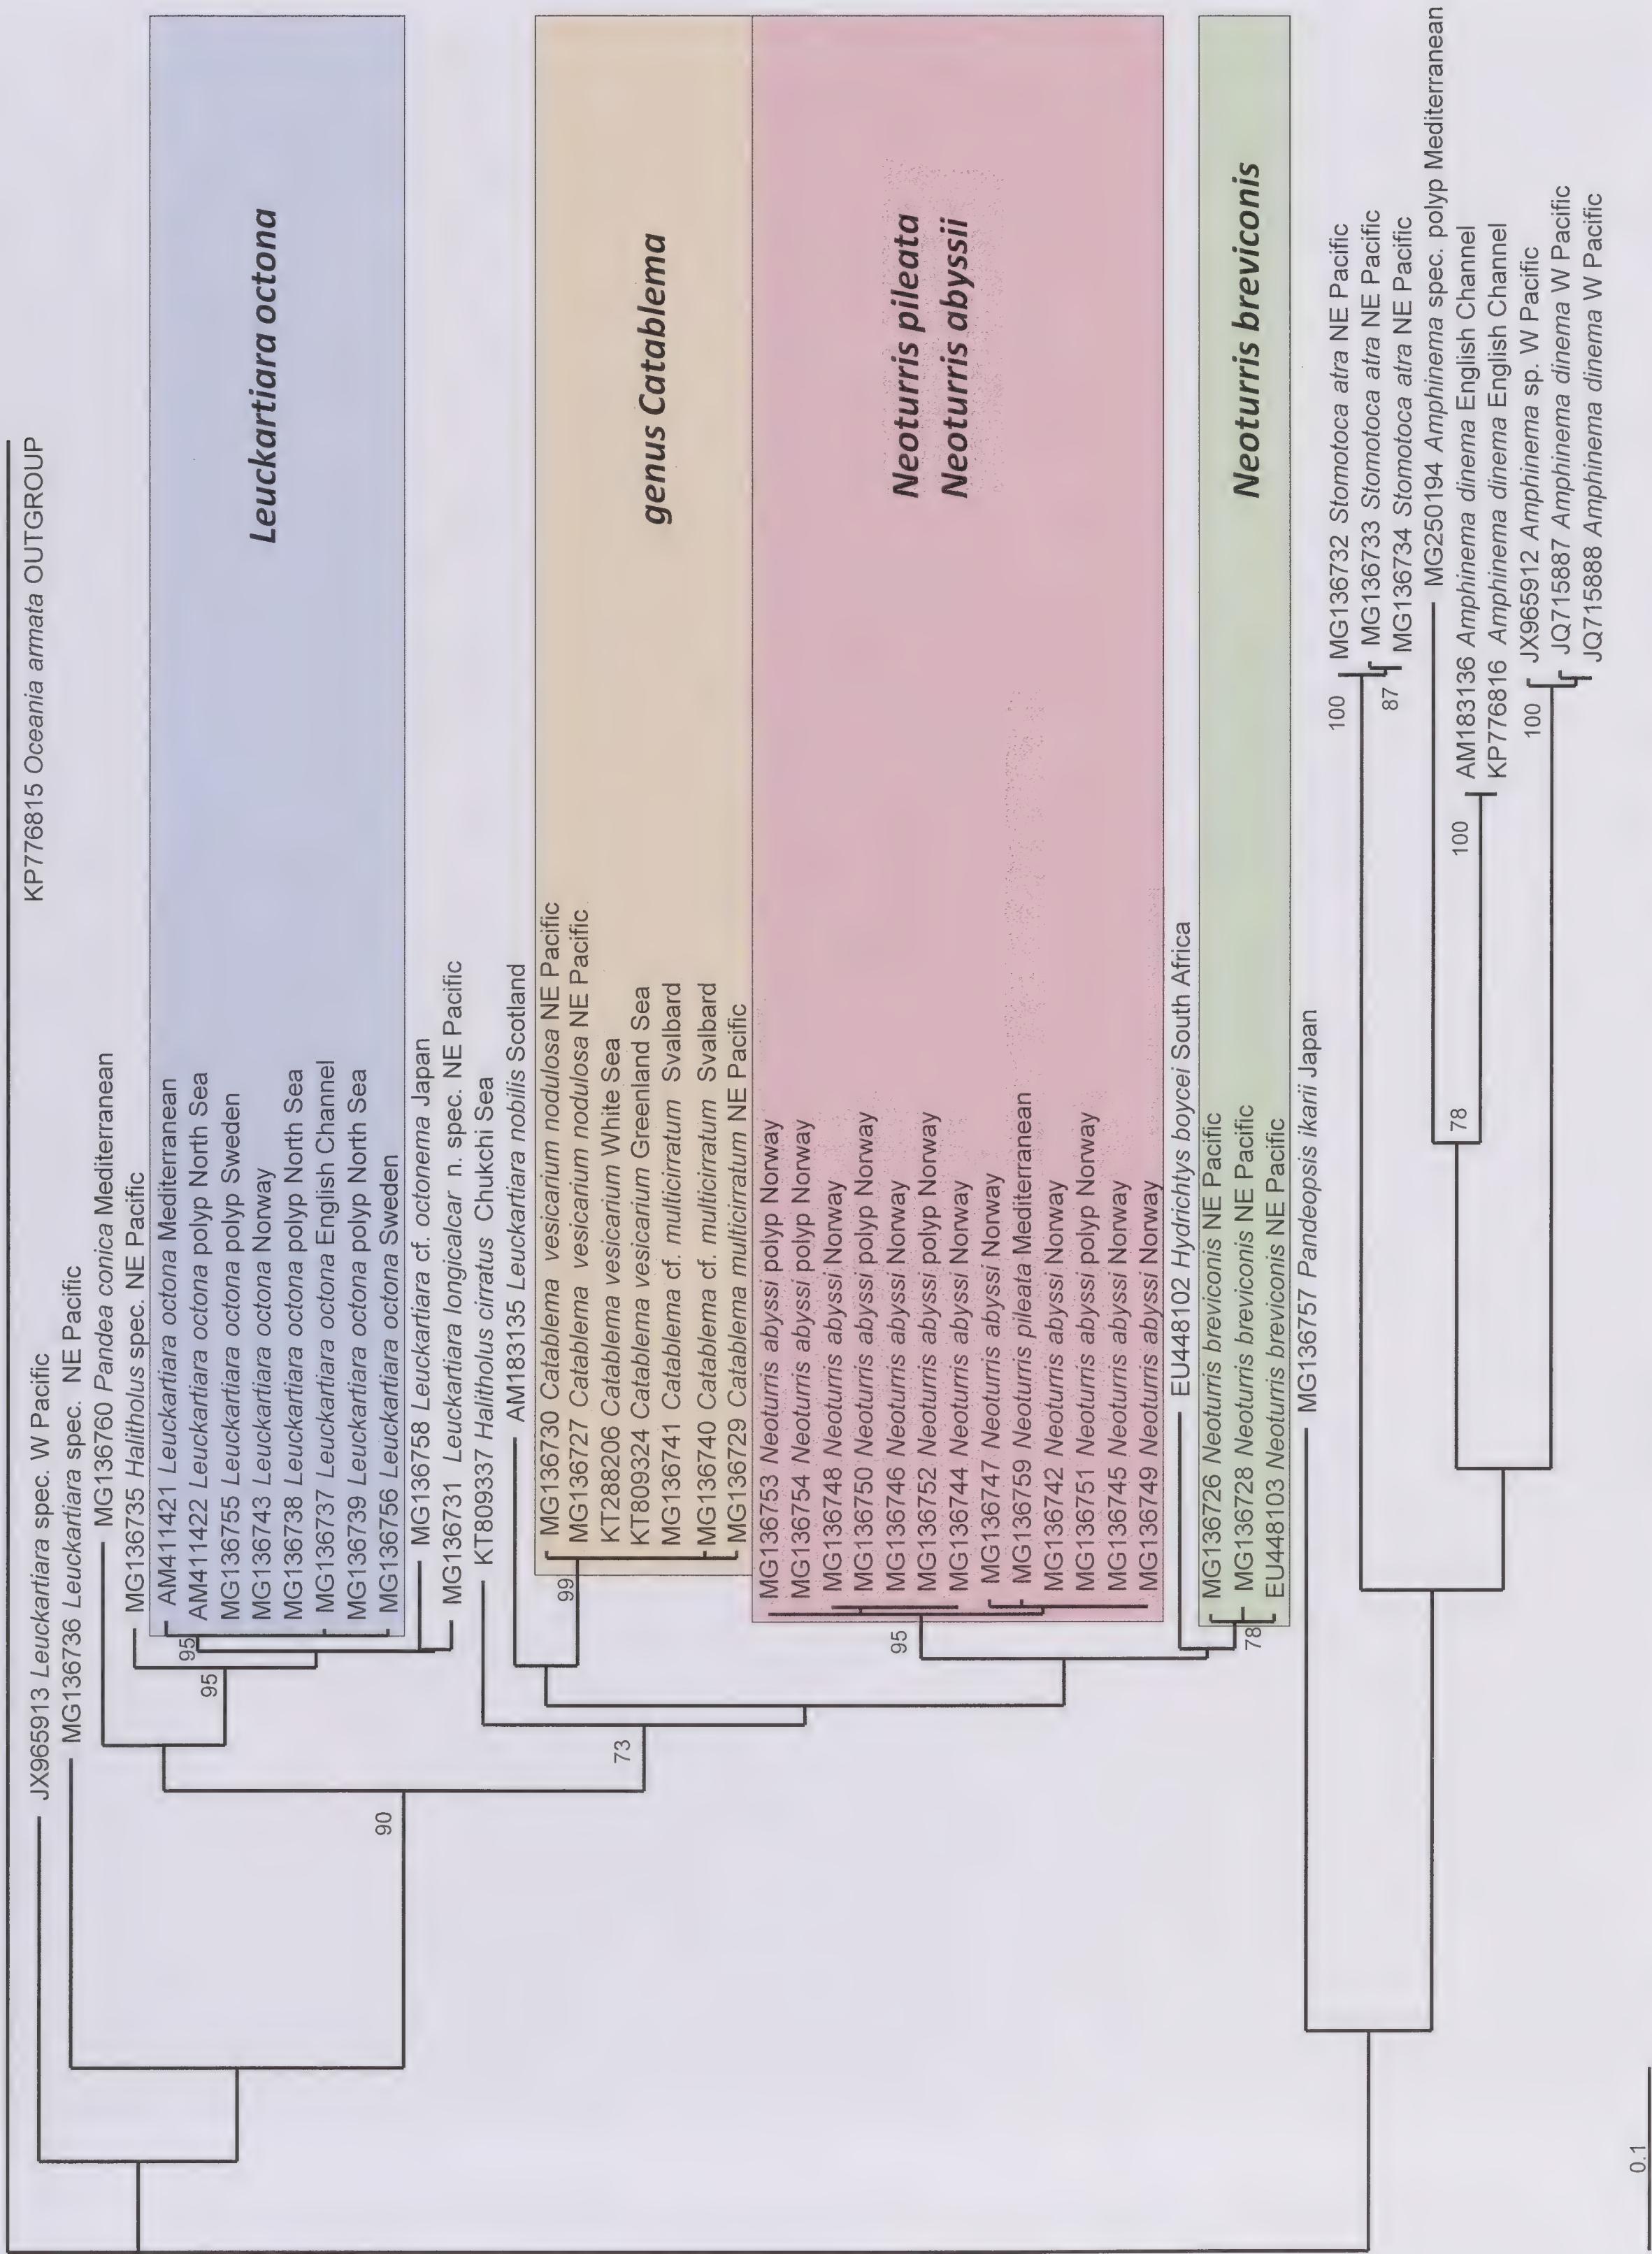 KP776815 Oceania armata OUTGROUP
JX965913 Leuckartiara spec. W Pacific
MG136736 Leuckartiara spec. NE Pacific
MG136760 Pandea conica Mediterranean
MG136735 Halitholus spec. NE Pacific
AM411421 Leuckartiara octona Mediterranean
AM411422 Leuckartiara octona polyp North Sea
MG136755 Leuckartiara octona polyp Sweden
MG136743 Leuckartiara octona Norway
MG136738 Leuckartiara octona polyp North Sea
MG136737 Leuckartiara octona English Channel
MG136739 Leuckartiara octona polyp North Sea
MG136756 Leuckartiara octona Sweden
Leuckartiara octona
MG136758 Leuckartiara cf. octonema Japan
MG136731 Leuckartiara longicalcar n. spec. NE Pacific
KT809337 Halitholus cirratus Chukchi Sea
AM183135 Leuckartiara nobilis Scotland
MG136730 Catablema vesicarium nodulosa NE Pacific
MG136727 Catablema vesicarium nodulosa NE Pacific
KT288206 Catablema vesicarium White Sea
KT809324 Catablema vesicarium Greenland Sea
MG136741 Catablema cf. multicirratum Svalbard
MG136740 Catablema cf. multicirratum Svalbard
MG136729 Catablema multicirratum NE Pacific
genus Catablema
MG136753 Neoturris abyssi polyp Norway
MG136754 Neoturris abyssi polyp Norway
MG136748 Neoturris abyssi Norway
MG136750 Neoturris abyssi polyp Norway
MG136746 Neoturris abyssi Norway
MG136752 Neoturris abyssi polyp Norway
MG136744 Neoturris abyssi Norway
MG136747 Neoturris abyssi Norway
MG136759 Neoturris pileata Mediterranean
MG136742 Neoturris abyssi Norway
MG136751 Neoturris abyssi polyp Norway
MG136745 Neoturris abyssi Norway
MG136749 Neoturris abyssi Norway
Neoturris pileata
Neoturris abyssii
EU448102 Hydrichtys boycei South Africa
MG136726 Neoturris breviconis NE Pacific
MG136728 Neoturris breviconis NE Pacific
EU448103 Neoturris breviconis NE Pacific
Neoturris breviconis
MG136757 Pandeopsis ikarii Japan
MG136732 Stomotoca atra NE Pacific
MG136733 Stomotoca atra NE Pacific
MG136734 Stomotoca atra NE Pacific
MG250194 Amphinema spec. polyp Mediterranean
AM183136 Amphinema dinema English Channel
KP776816 Amphinema dinema English Channel
JX965912 Amphinema sp. W Pacific
JQ715887 Amphinema dinema W Pacific
JQ715888 Amphinema dinema W Pacific
95
95
90
73
99
95
78
100
87
78
100
100
0.1